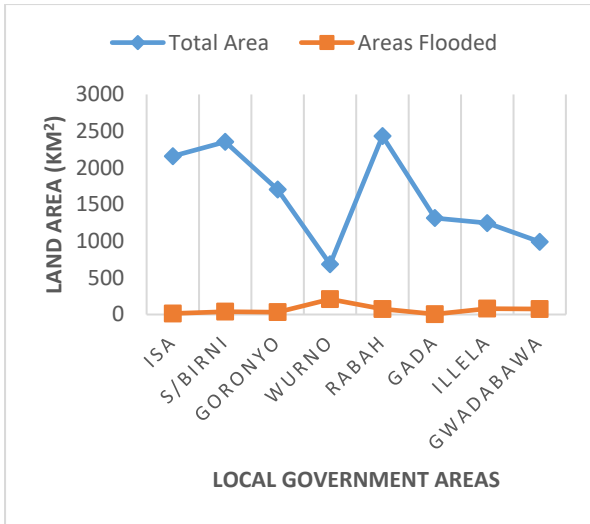 Total Area Areas Flooded
3000
2500
2000
1500
1000
500
0
LAND AREA (KM²)
ISA
S/BIRNI
GORONYO
WURNO
RABAH
GADA
ILLELA
GWADABAWA
LOCAL GOVERNMENT AREAS